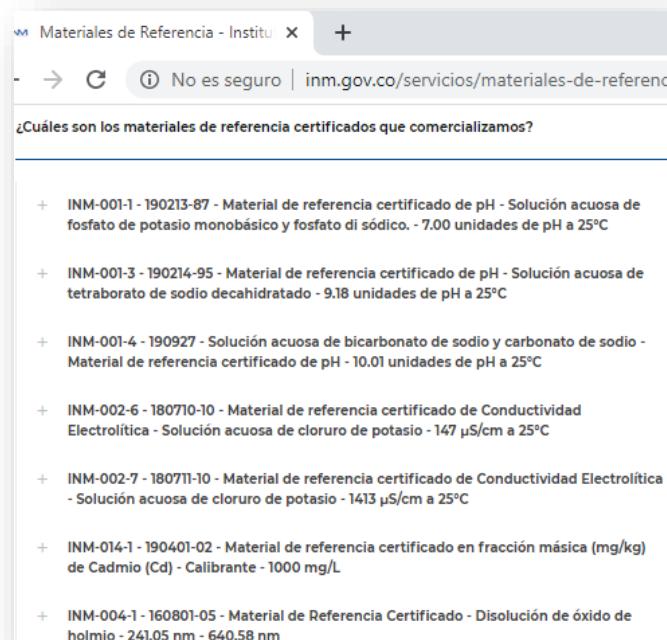 Materiales de Referencia - Institu
No es seguro | inm.gov.co/servicios/materiales-de-referenc
¿Cuáles son los materiales de referencia certificados que comercializamos?
+ INM-001-1 - 190213-87 - Material de referencia certificado de pH - Solución acuosa de
fosfato de potasio monobásico y fosfato di sódico. - 7.00 unidades de pH a 25°C
+ INM-001-3 - 190214-95 - Material de referencia certificado de pH - Solución acuosa de
tetraborato de sodio decahidratado - 9.18 unidades de pH a 25°C
+ INM-001-4 - 190927 - Solución acuosa de bicarbonato de sodio y carbonato de sodio -
Material de referencia certificado de pH - 10.01 unidades de pH a 25°C
+ INM-002-6 - 180710-10 - Material de referencia certificado de Conductividad
Electrolítica - Solución acuosa de cloruro de potasio - 147 µS/cm a 25°C
+ INM-002-7 - 180711-10 - Material de referencia certificado de Conductividad Electrolítica
- Solución acuosa de cloruro de potasio - 1413 µS/cm a 25°C
+ INM-014-1 - 190401-02 - Material de referencia certificado en fracción másica (mg/kg)
de Cadmio (Cd) - Calibrante - 1000 mg/L
+ INM-004-1 - 160801-05 - Material de Referencia Certificado - Disolución de óxido de
holmio - 241.05 nm - 640.58 nm